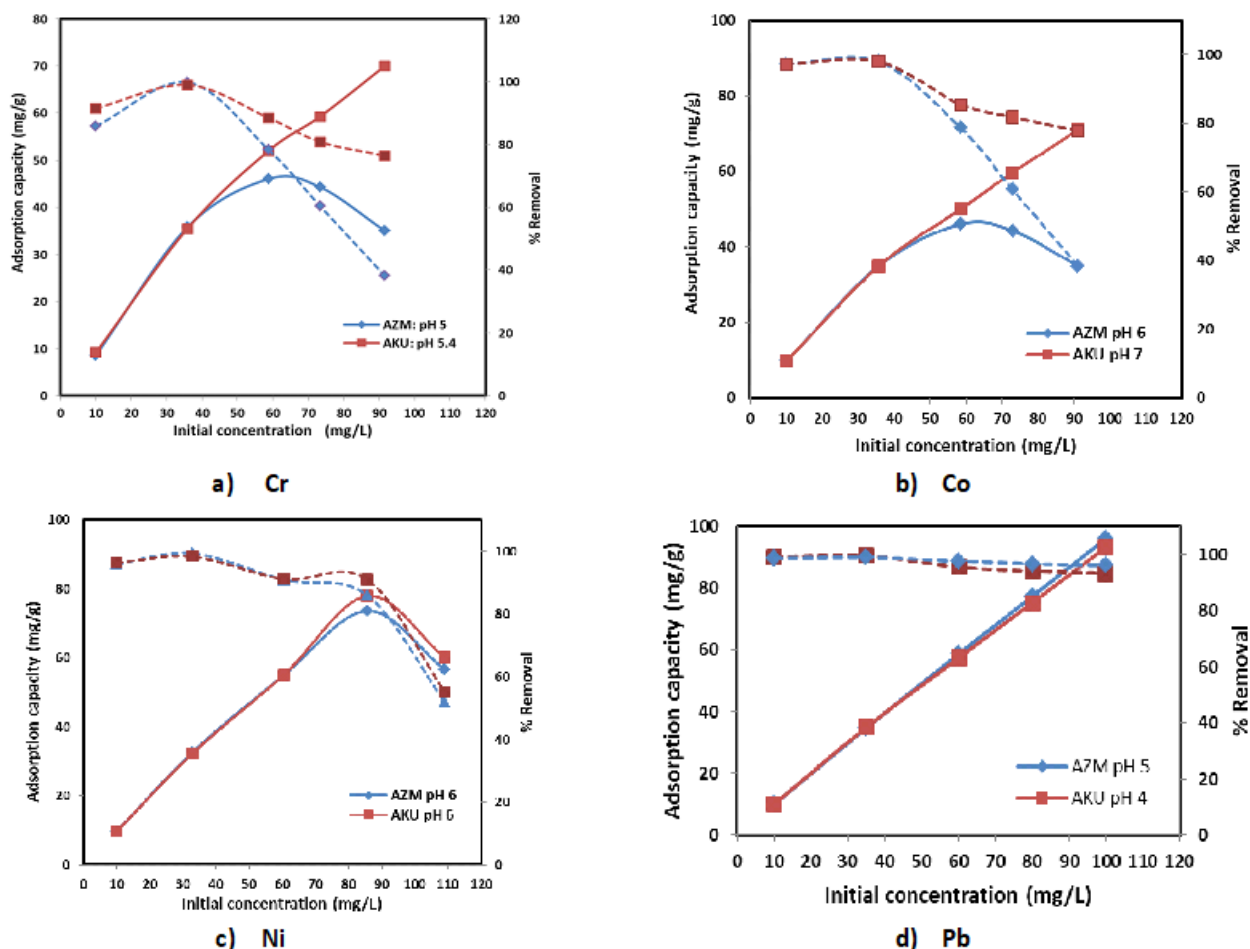 80
70
60
50
40
30
20
10
0
Adsorption capacity (mg/g)
120
100
80
60
40
20
0
% Removal
AZM: pH 5
AKU: pH 5.4
0 10 20 30 40 50 60 70 80 90 100 110 120
Initial concentration (mg/L)
a) Cr
100
80
60
40
20
0
Adsorption capacity (mg/g)
100
80
60
40
20
0
% Removal
AZM pH 6
AKU pH 7
0 10 20 30 40 50 60 70 80 90 100 110 120
Initial concentration (mg/L)
b) Co
100
80
60
40
20
0
Adsorption capacity (mg/g)
100
80
60
40
20
0
% Removal
AZM pH 6
AKU pH 6
0 10 20 30 40 50 60 70 80 90 100 110 120
Initial concentration (mg/L)
c) Ni
100
80
60
40
20
0
Adsorption capacity (mg/g)
100
80
60
40
20
0
% Removal
AZM pH 5
AKU pH 4
0 10 20 30 40 50 60 70 80 90 100 110 120
Initial concentration (mg/L)
d) Pb